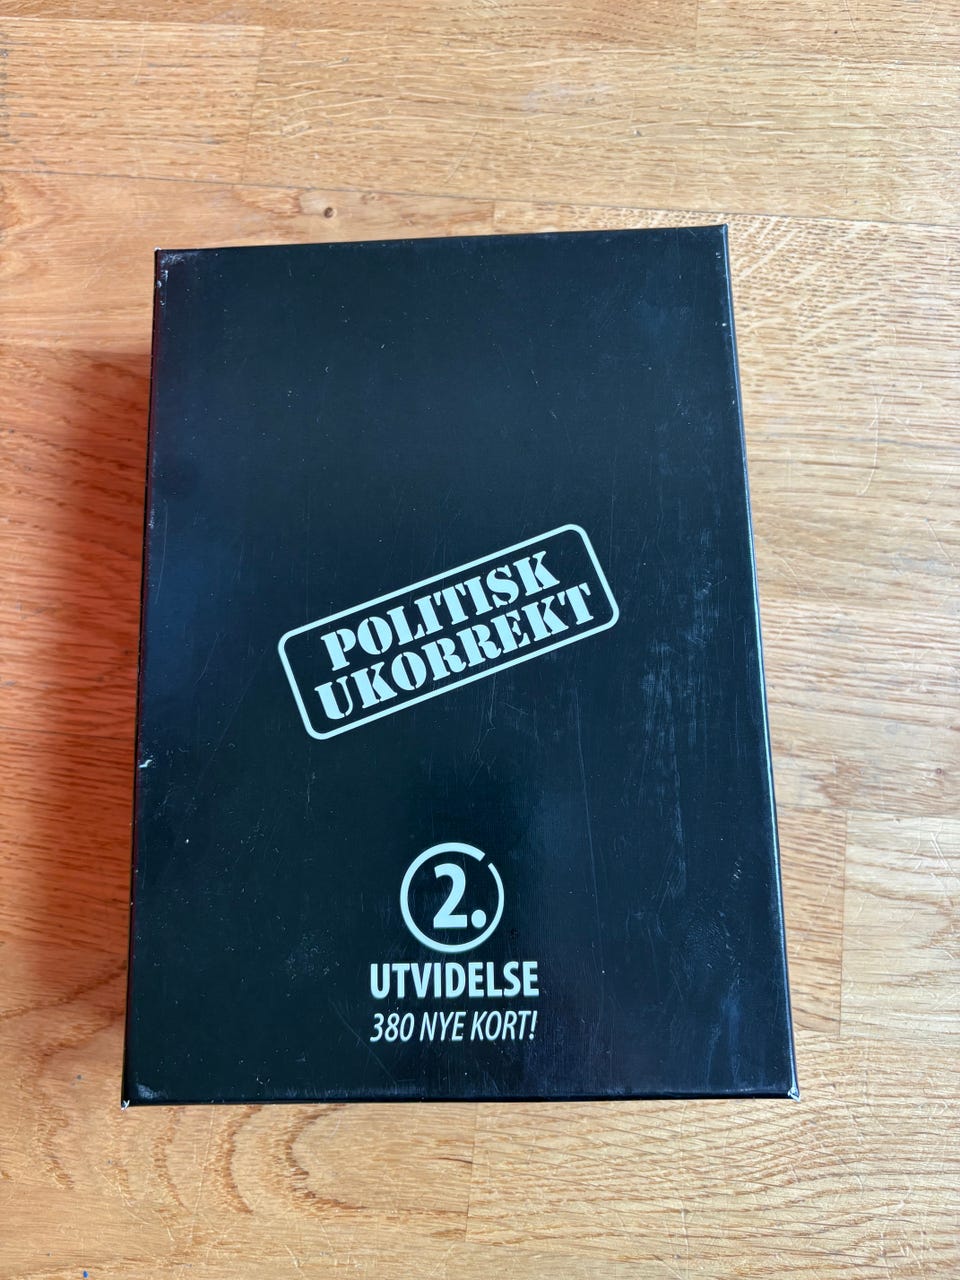 POLITISK
UKORREKT
2.
UTVIDELSE
380 NYE KORT!